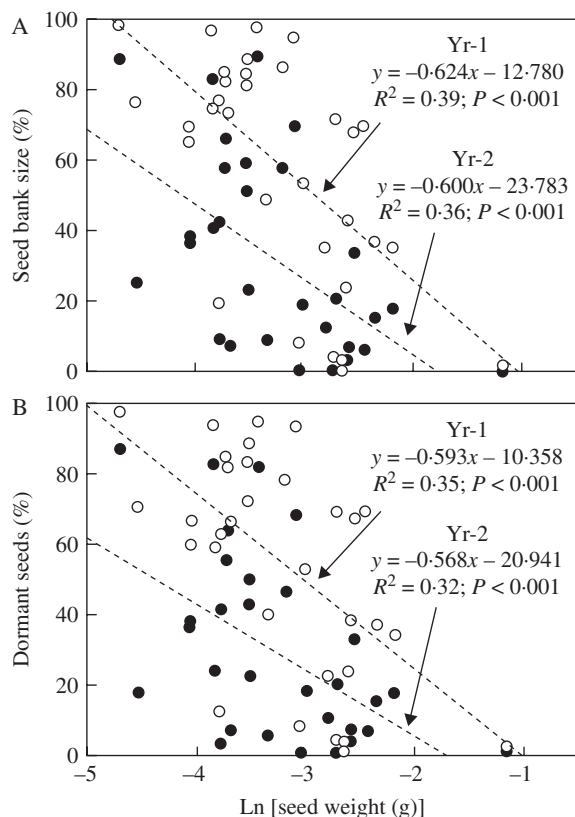 A
100
80
60
40
20
0
Seed bank size (%)
Yr-1
y = –0·624x – 12·780
R² = 0·39; P < 0·001
Yr-2
y = –0·600x – 23·783
R² = 0·36; P < 0·001
B
100
80
60
40
20
0
Dormant seeds (%)
Yr-1
y = –0·593x – 10·358
R² = 0·35; P < 0·001
Yr-2
y = –0·568x – 20·941
R² = 0·32; P < 0·001
–5 –4 –3 –2 –1 0
Ln [seed weight (g)]